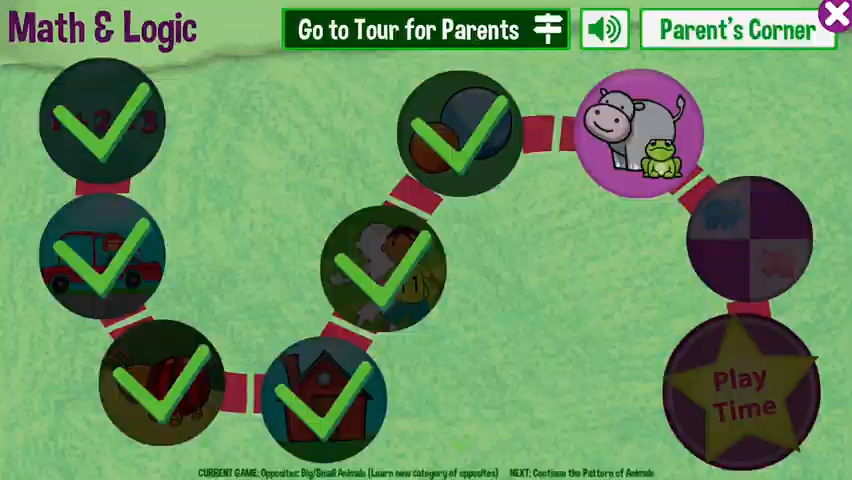 Math & Logic
Go to Tour for Parents
Parent's Corner
Play
Time
CURRENT GAME: Opposites: Big/Small Animals (Learn new category of opposites) NEXT: Continue the Pattern of Animals